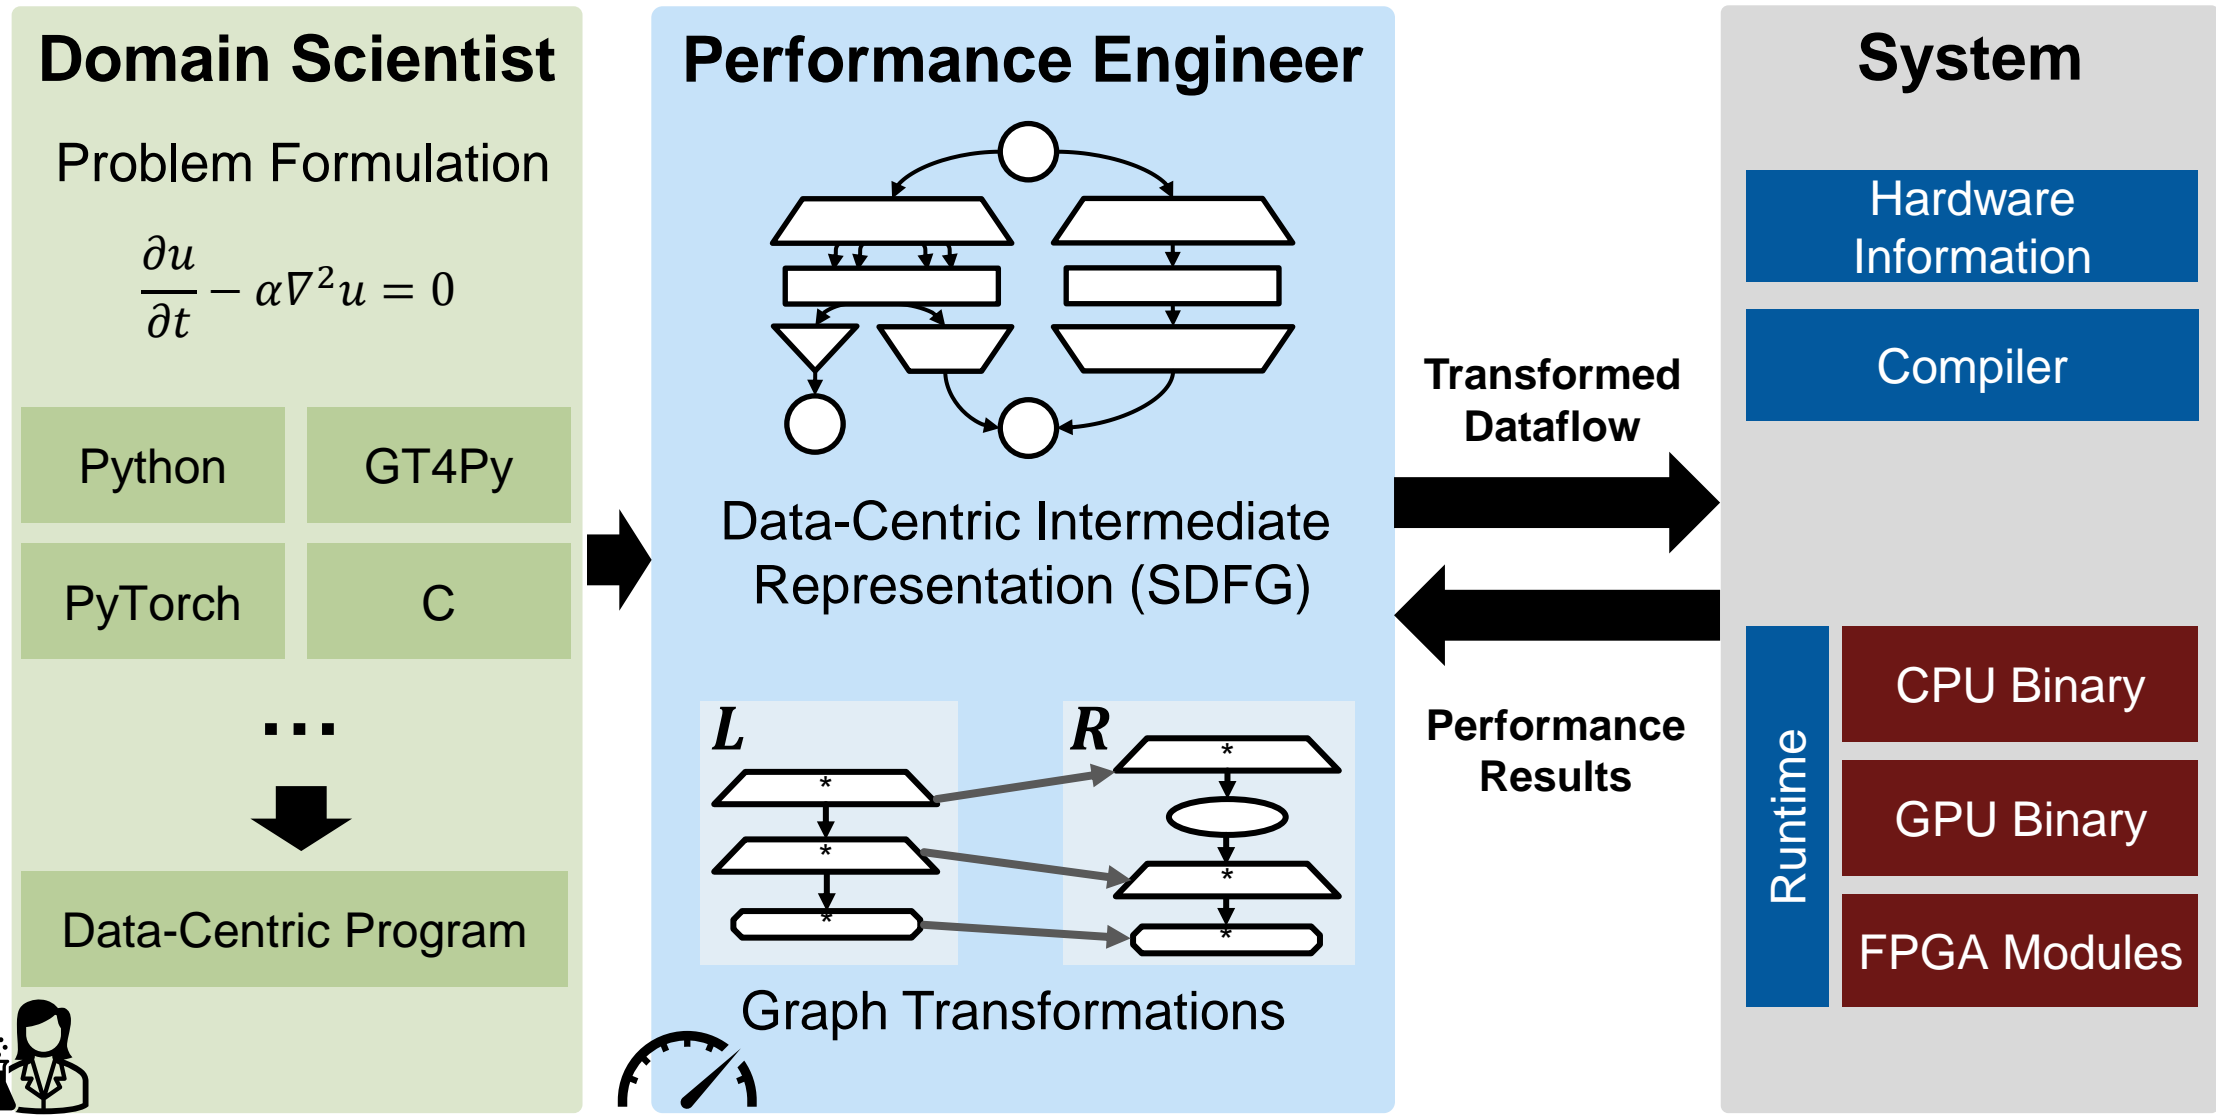 Domain Scientist
Problem Formulation
∂u/∂t − α∇²u = 0
Python
GT4Py
PyTorch
C
...
Data-Centric Program
Performance Engineer
Data-Centric Intermediate
Representation (SDFG)
L
R
*
*
*
*
*
*
Graph Transformations
Transformed
Dataflow
Performance
Results
System
Hardware
Information
Compiler
Runtime
CPU Binary
GPU Binary
FPGA Modules